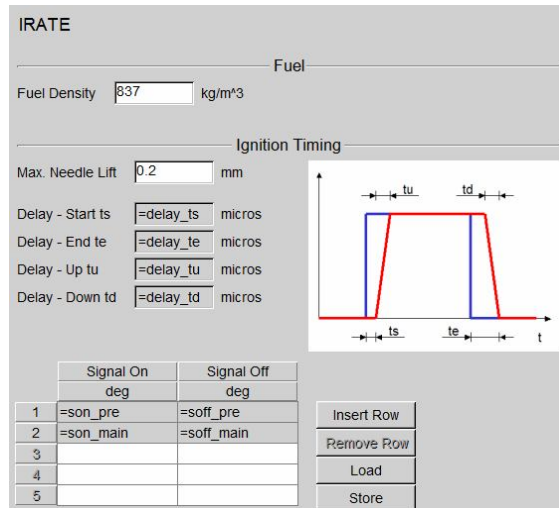 IRATE
Fuel
Fuel Density 837 kg/m^3
Ignition Timing
Max. Needle Lift 0.2 mm
Delay - Start ts =delay_ts micros
Delay - End te =delay_te micros
Delay - Up tu =delay_tu micros
Delay - Down td =delay_td micros
tu td
ts te t
Signal On Signal Off
deg deg
1 =son_pre =soff_pre
2 =son_main =soff_main
3
4
5
Insert Row
Remove Row
Load
Store